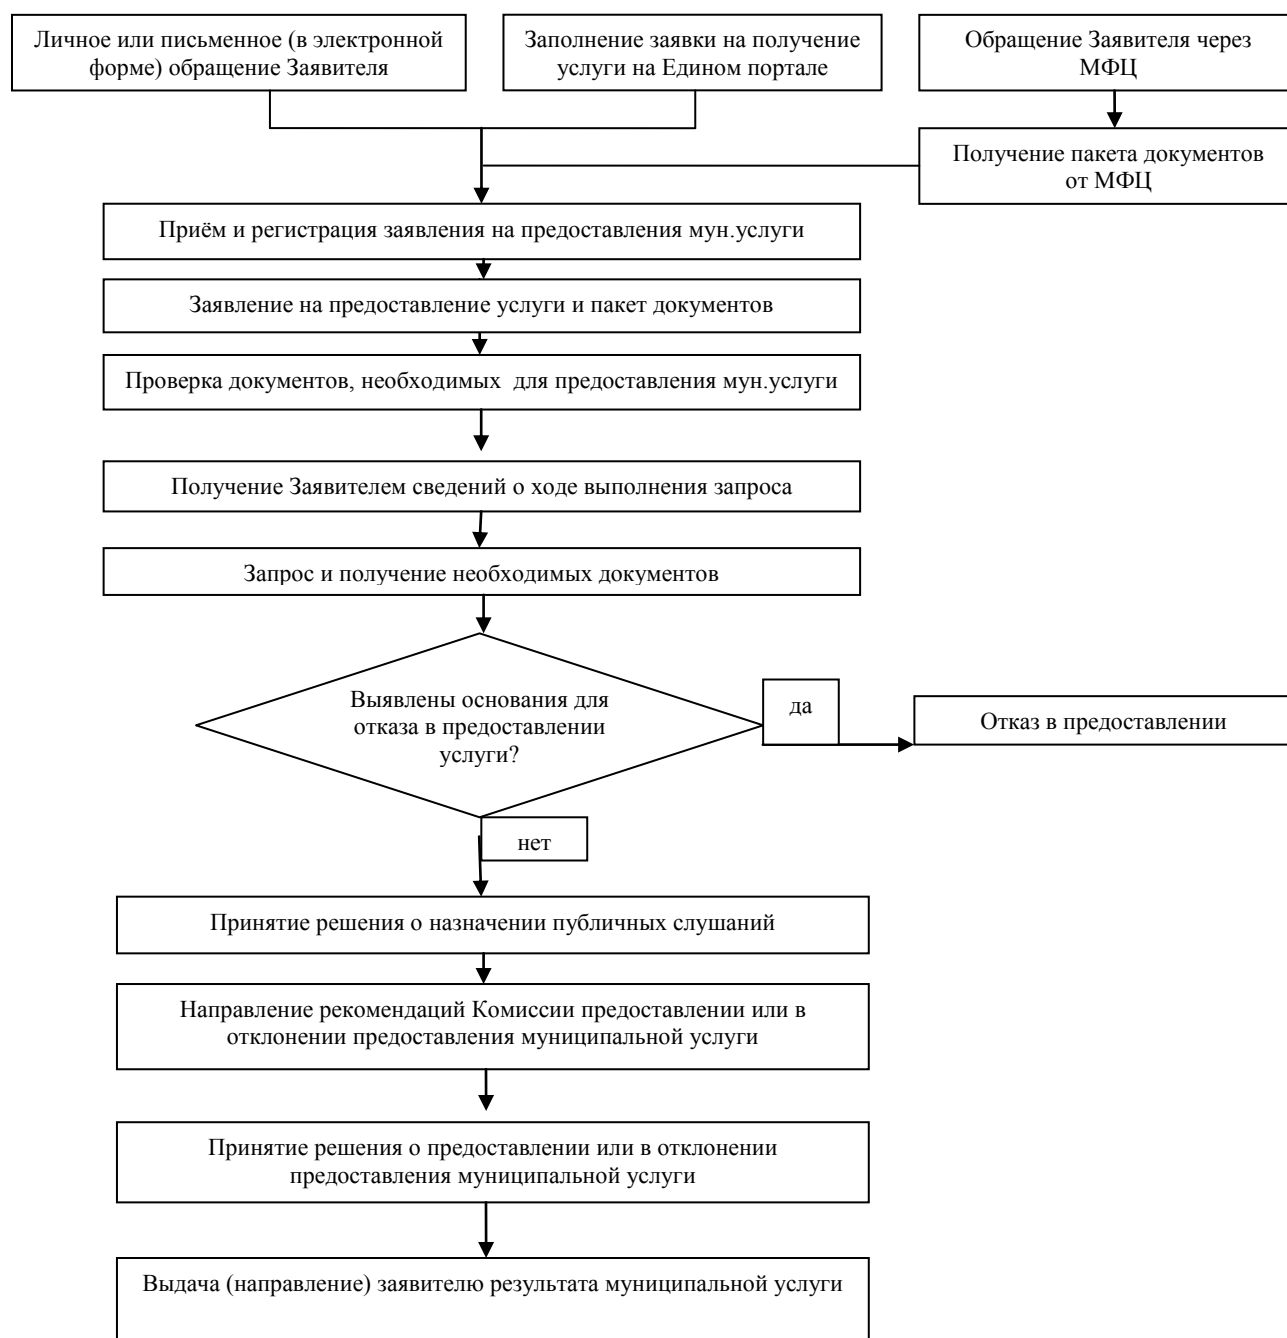 Личное или письменное (в электронной
форме) обращение Заявителя
Заполнение заявки на получение
услуги на Едином портале
Обращение Заявителя через
МФЦ
Получение пакета документов
от МФЦ
Приём и регистрация заявления на предоставления мун.услуги
Заявление на предоставление услуги и пакет документов
Проверка документов, необходимых для предоставления мун.услуги
Получение Заявителем сведений о ходе выполнения запроса
Запрос и получение необходимых документов
Выявлены основания для
отказа в предоставлении
услуги?
да
Отказ в предоставлении
нет
Принятие решения о назначении публичных слушаний
Направление рекомендаций Комиссии предоставлении или в
отклонении предоставления муниципальной услуги
Принятие решения о предоставлении или в отклонении
предоставления муниципальной услуги
Выдача (направление) заявителю результата муниципальной услуги